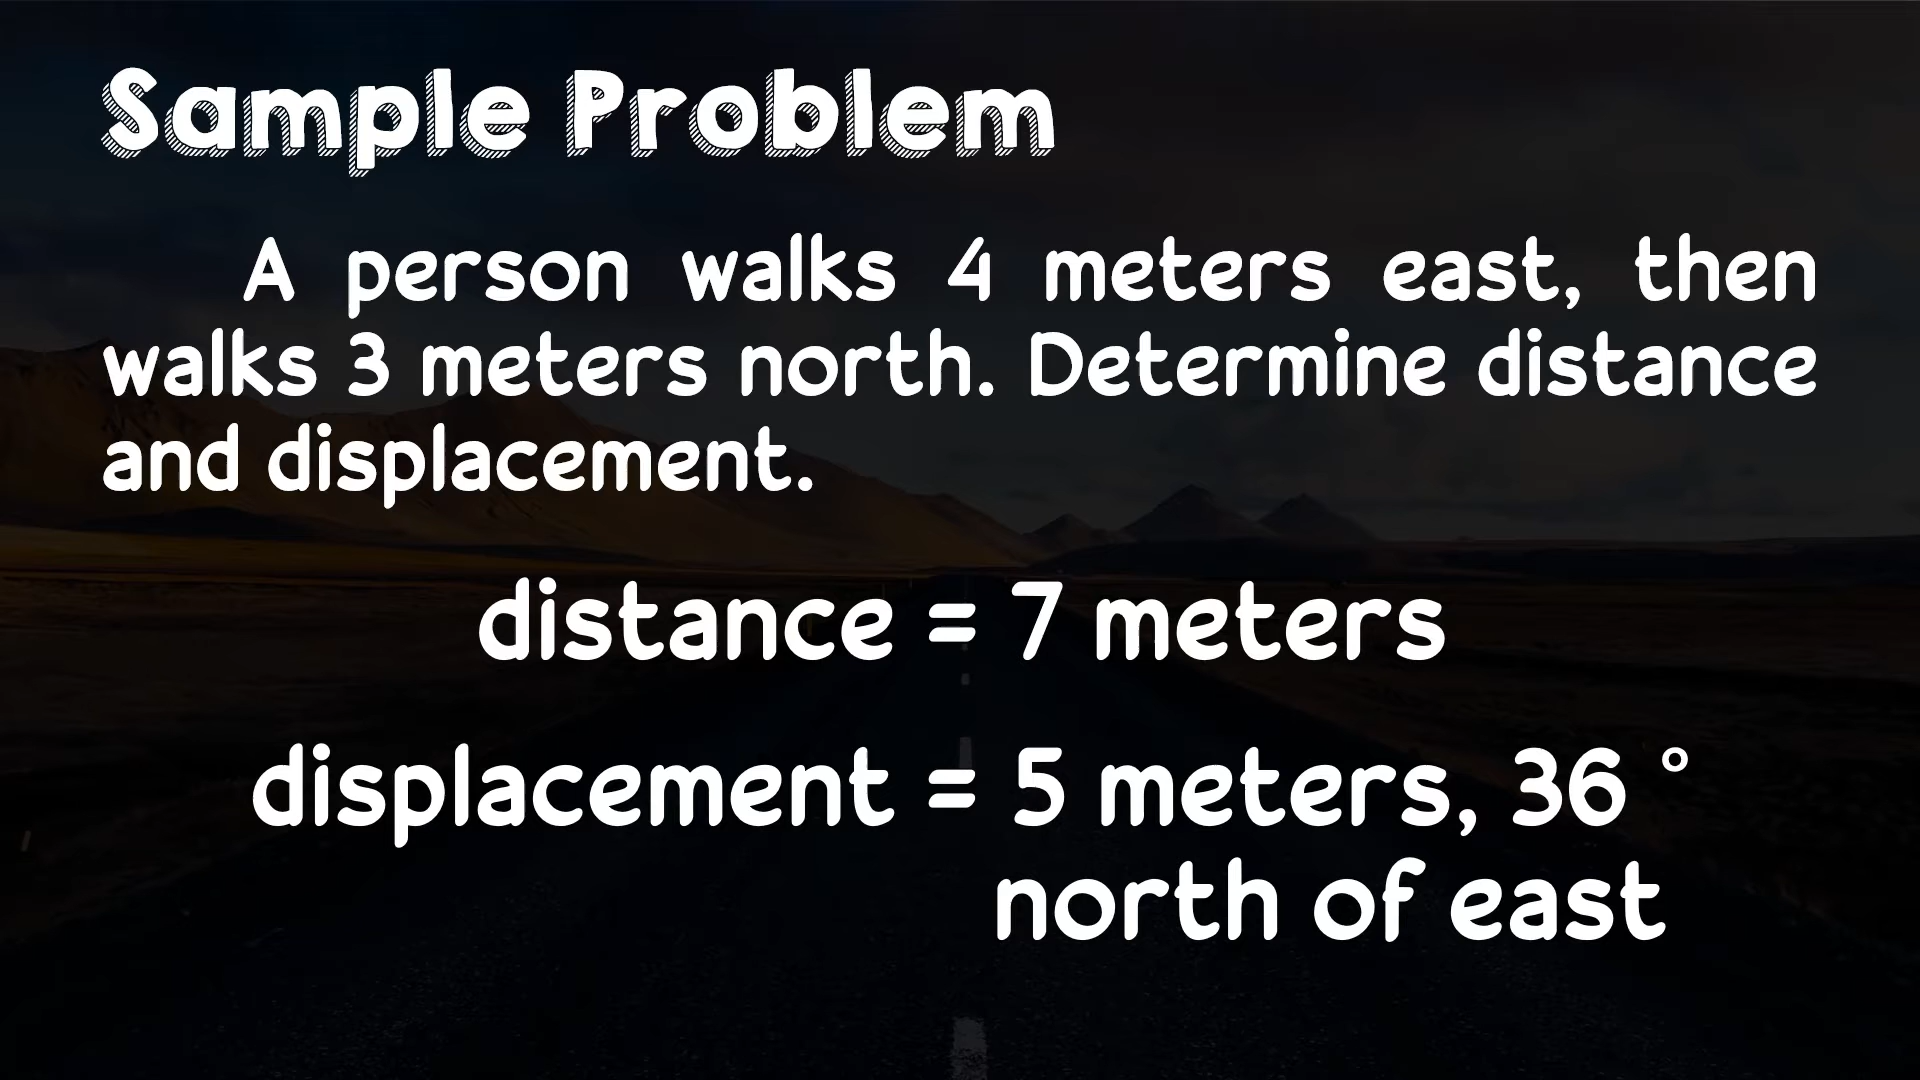 Sample Problem
A person walks 4 meters east, then
walks 3 meters north. Determine distance
and displacement.
distance = 7 meters
displacement = 5 meters, 36 °
north of east